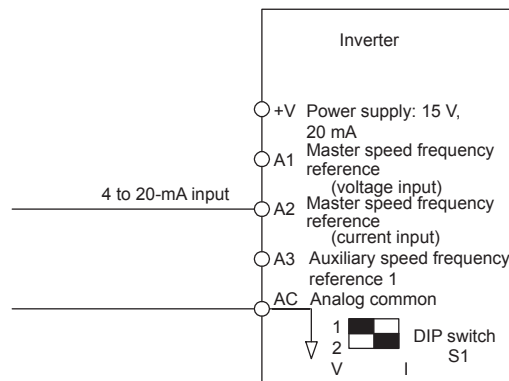 Inverter
+V Power supply: 15 V,
20 mA
A1 Master speed frequency
reference
(voltage input)
4 to 20-mA input
A2 Master speed frequency
reference
(current input)
A3 Auxiliary speed frequency
reference 1
AC Analog common
1
2
DIP switch
S1
V I